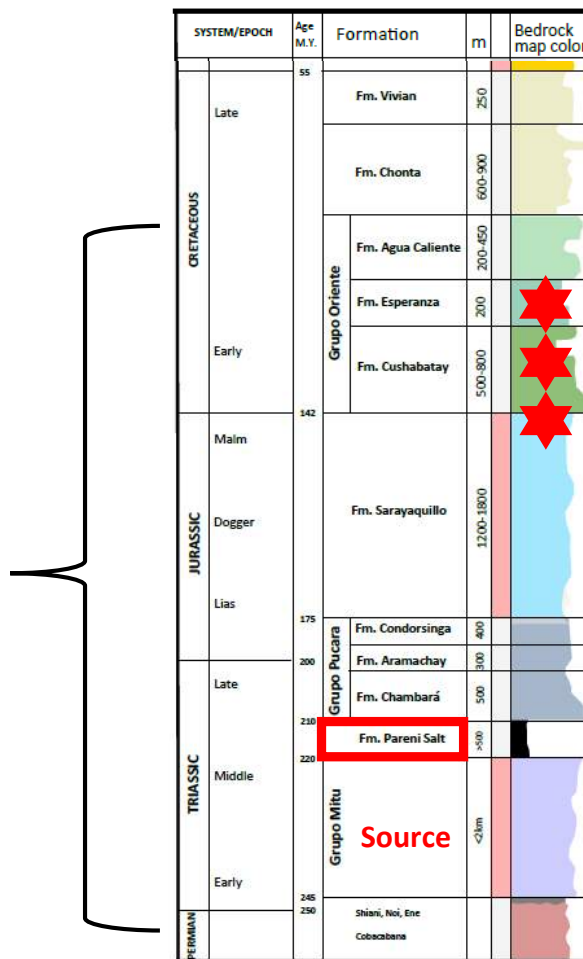 SYSTEM/EPOCH
Age
M.Y.
Formation
m
Bedrock
map color
55
Fm. Vivian
250
Late
Fm. Chonta
600-900
CRETACEOUS
Grupo Oriente
Fm. Agua Caliente
200-450
Fm. Esperanza
200
Early
Fm. Cushabatay
500-800
142
Malm
JURASSIC
Dogger
Fm. Sarayaquillo
1200-1800
Lias
175
Grupo Pucara
Fm. Condorsinga
400
200
Fm. Aramachay
300
Late
Fm. Chambará
500
210
Fm. Pareni Salt
>500
220
TRIASSIC
Middle
Grupo Mitu
Source
<2km
Early
245
250
PERMIAN
Shiani, Noi, Ene
Cobacabana